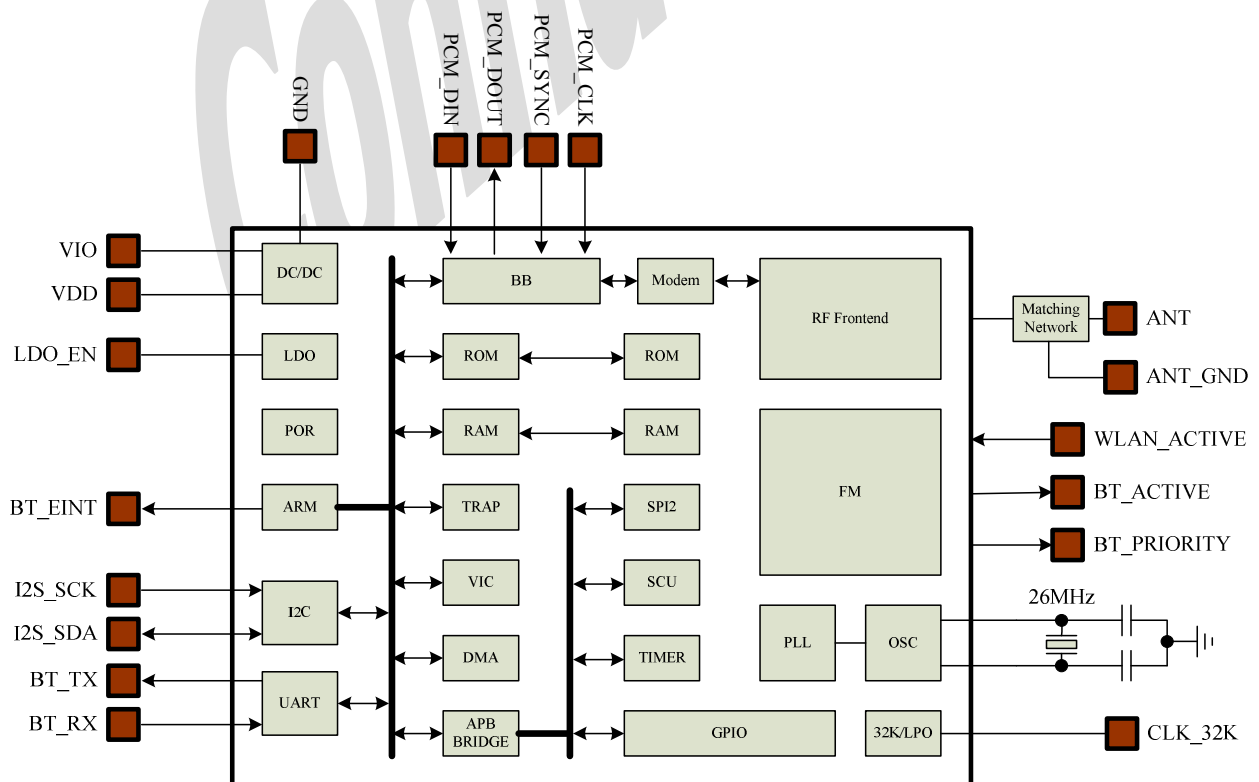 PCM_DIN
PCM_DOUT
PCM_SYNC
PCM_CLK
GND
VIO
VDD
LDO_EN
BT_EINT
I2S_SCK
I2S_SDA
BT_TX
BT_RX
DC/DC
LDO
POR
ARM
I2C
UART
BB
Modem
ROM
ROM
RAM
RAM
TRAP
SPI2
VIC
SCU
DMA
TIMER
APB
BRIDGE
GPIO
RF Frontend
FM
PLL
OSC
32K/LPO
Matching
Network
ANT
ANT_GND
WLAN_ACTIVE
BT_ACTIVE
BT_PRIORITY
26MHz
CLK_32K